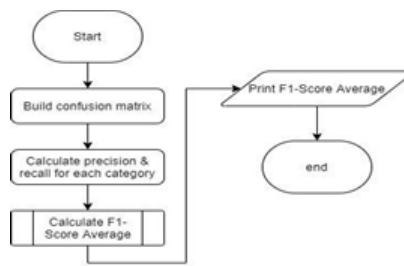 Start
Build confusion matrix
Calculate precision &
recall for each category
Calculate F1-
Score Average
Print F1-Score Average
end